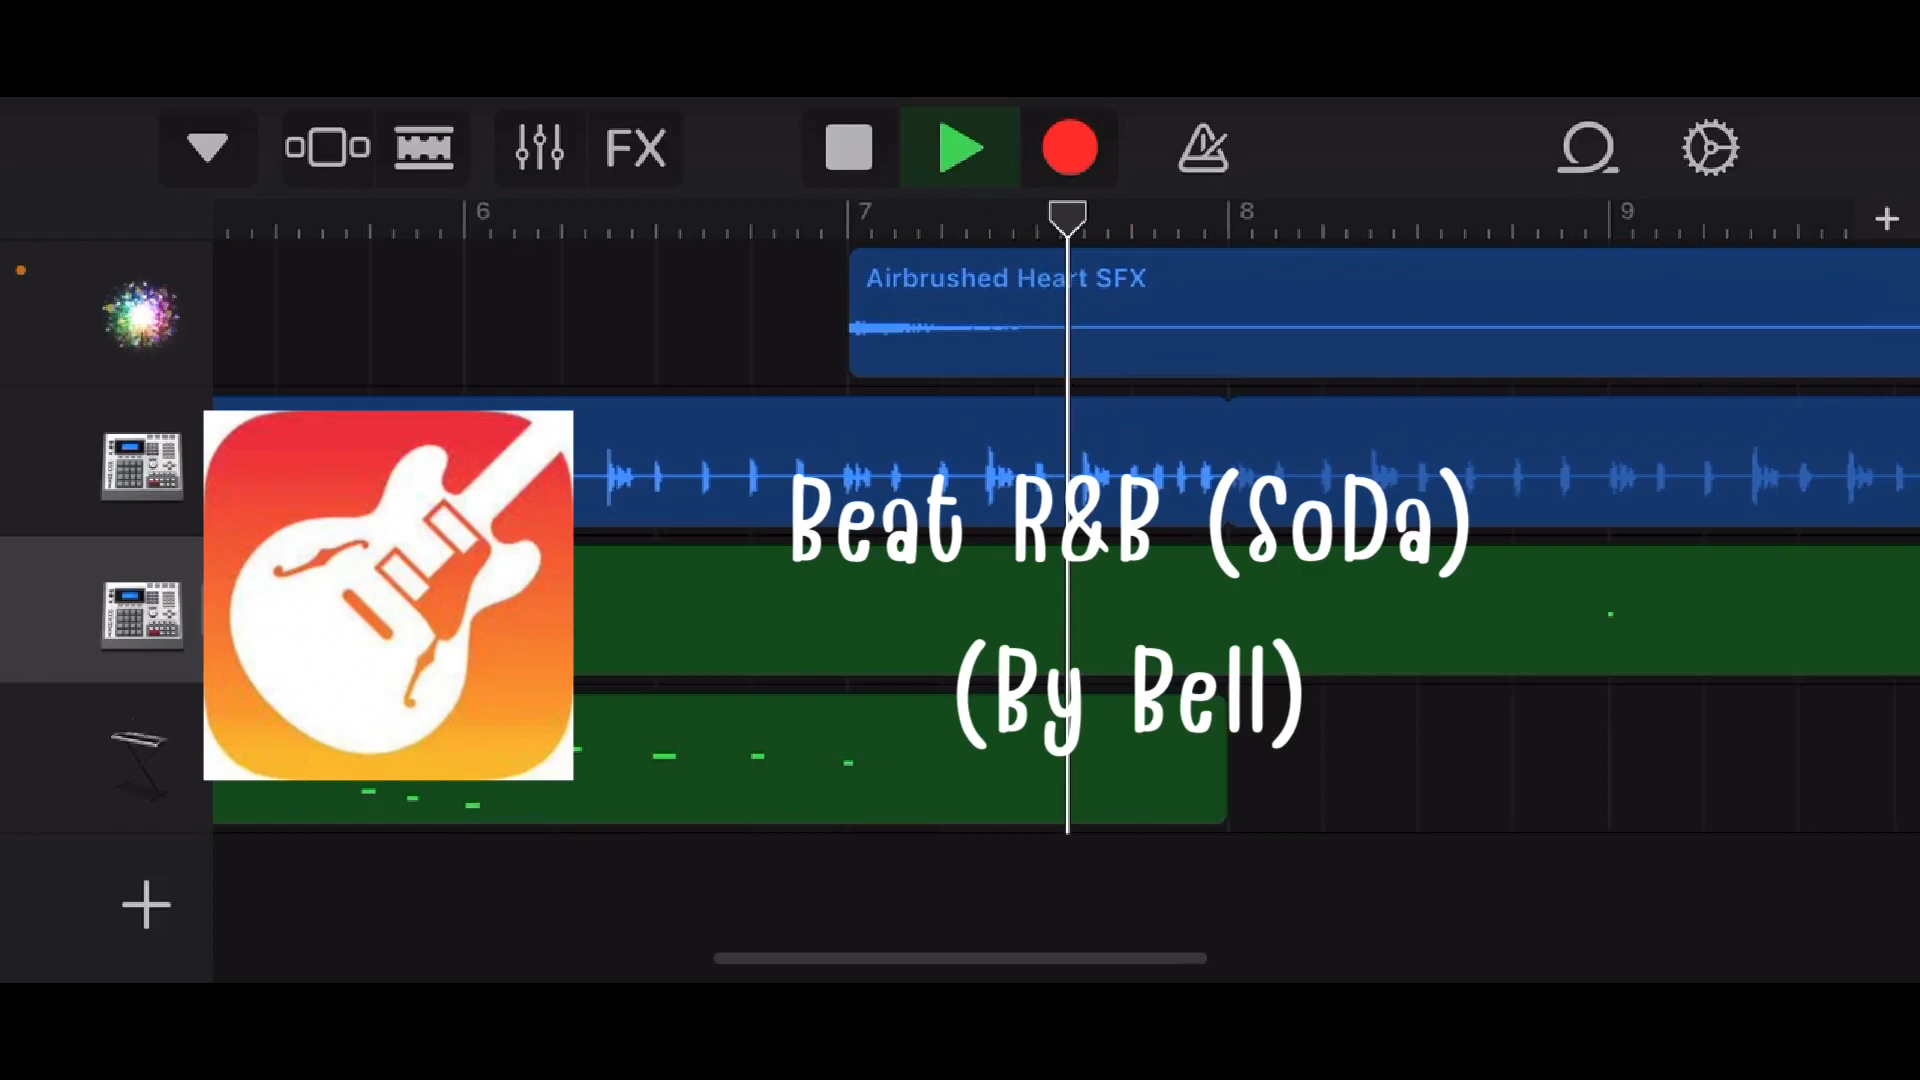 FX
6
7
8
9
Airbrushed Heart SFX
Beat R&B (SoDa)
(By Bell)